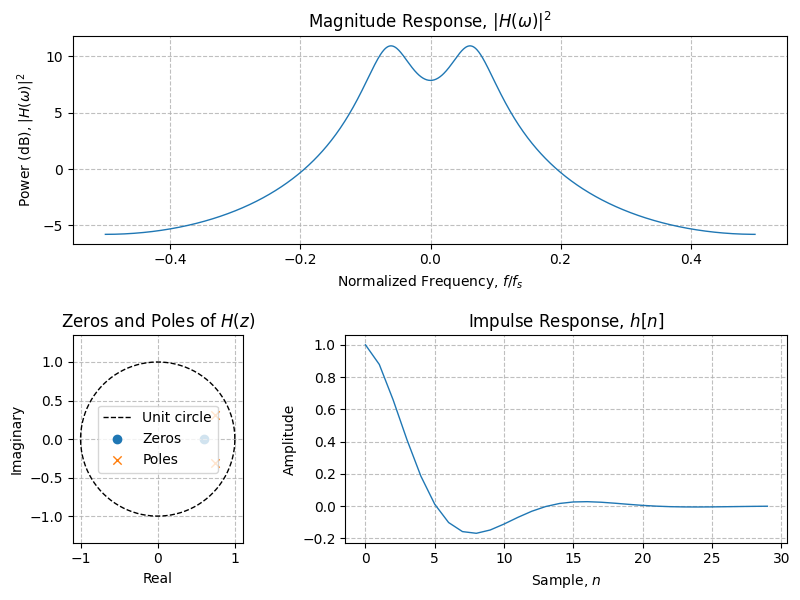 Magnitude Response, |H(ω)|²
Power (dB), |H(ω)|²
10
5
0
−5
−0.4 −0.2 0.0 0.2 0.4
Normalized Frequency, f/fₛ
Zeros and Poles of H(z)
Imaginary
1.0
0.5
0.0
−0.5
−1.0
Unit circle
Zeros
Poles
−1 0 1
Real
Impulse Response, h[n]
Amplitude
1.0
0.8
0.6
0.4
0.2
0.0
−0.2
0 5 10 15 20 25 30
Sample, n